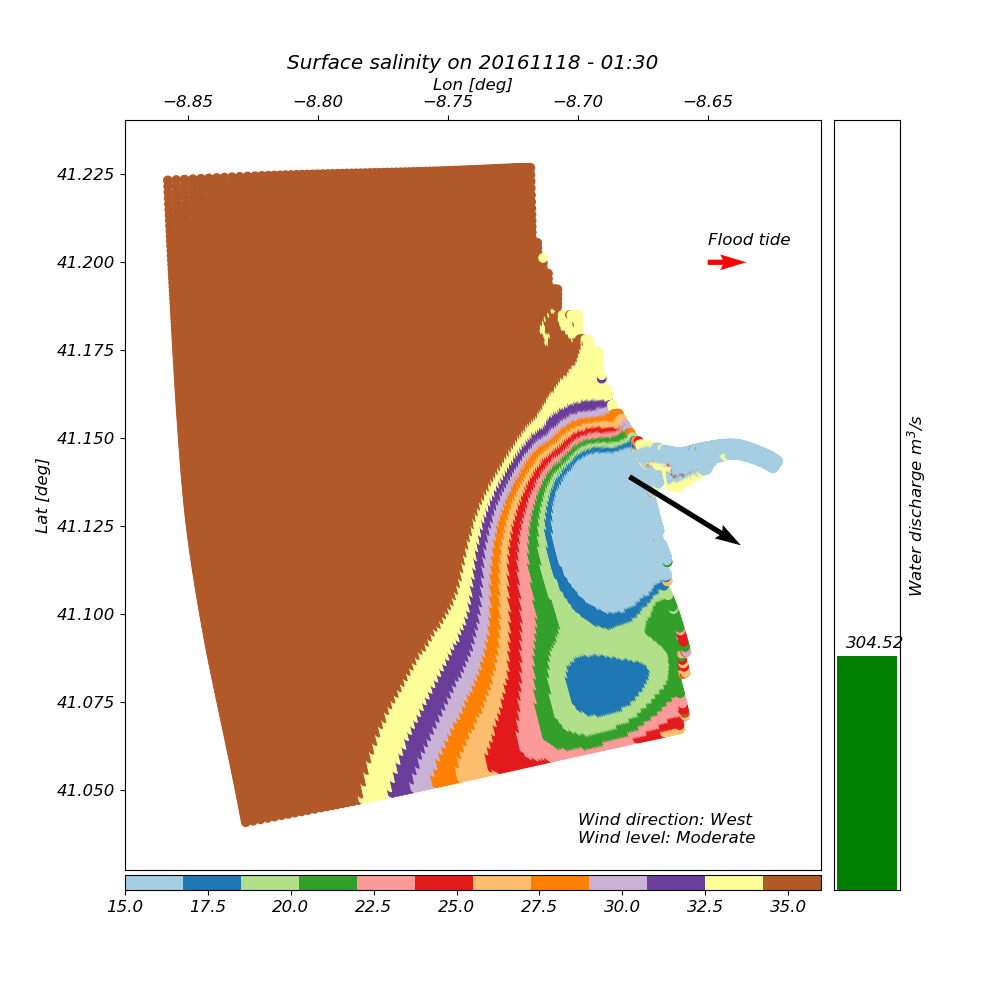 Surface salinity on 20161118 - 01:30
Lon [deg]
−8.85 −8.80 −8.75 −8.70 −8.65
41.225
41.200
41.175
41.150
41.125
41.100
41.075
41.050
Lat [deg]
Flood tide
Wind direction: West
Wind level: Moderate
304.52
Water discharge m³/s
15.0 17.5 20.0 22.5 25.0 27.5 30.0 32.5 35.0